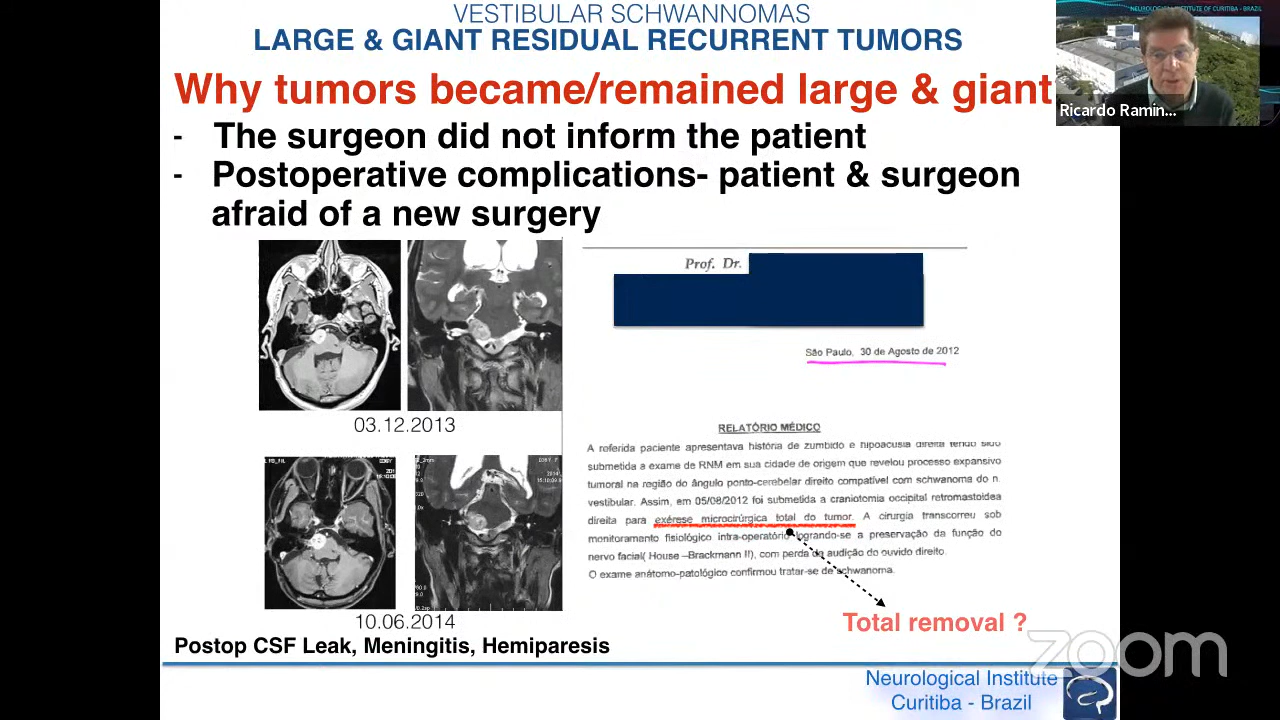 VESTIBULAR SCHWANNOMAS
LARGE & GIANT RESIDUAL RECURRENT TUMORS
NEUROLOGICAL INSTITUTE OF CURITIBA - BRAZIL
Ricardo Ramin...
Why tumors became/remained large & giant
- The surgeon did not inform the patient
- Postoperative complications- patient & surgeon
afraid of a new surgery
Prof. Dr.
São Paulo, 30 de Agosto de 2012
RELATÓRIO MÉDICO
A referida paciente apresentava história de zumbido e hipoacusia direita tendo sido
submetida a exame de RNM em sua cidade de origem que revelou processo expansivo
tumoral na região do ângulo ponto-cerebelar direito compatível com schwanoma do n.
vestibular. Assim, em 05/08/2012 foi submetida a craniotomia occipital retromastoidea
direita para exérese microcirúrgica total do tumor. A cirurgia transcorreu sob
monitoramento fisiológico intra-operatório logrando-se a preservação da função do
nervo facial( House –Brackmann II), com perda da audição do ouvido direito.
O exame anátomo-patológico confirmou tratar-se de schwanoma.
03.12.2013
10.06.2014
Total removal ?
Postop CSF Leak, Meningitis, Hemiparesis
zoom
Neurological Institute
Curitiba - Brazil